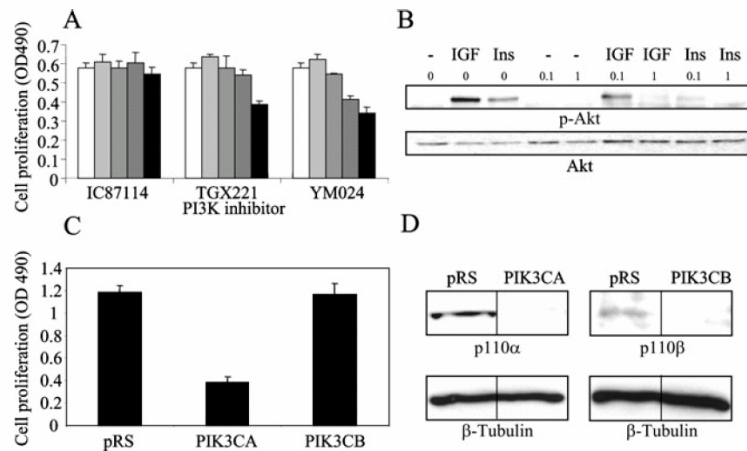 A
Cell proliferation (OD490)
0.7
0.6
0.5
0.4
0.3
0.2
0.1
0
IC87114 TGX221 YM024
PI3K inhibitor
B
- IGF Ins - - IGF IGF Ins Ins
0 0 0 0.1 1 0.1 1 0.1 1
p-Akt
Akt
C
Cell proliferation (OD 490)
1.4
1.2
1
0.8
0.6
0.4
0.2
0
pRS PIK3CA PIK3CB
D
pRS PIK3CA pRS PIK3CB
p110α p110β
β-Tubulin β-Tubulin